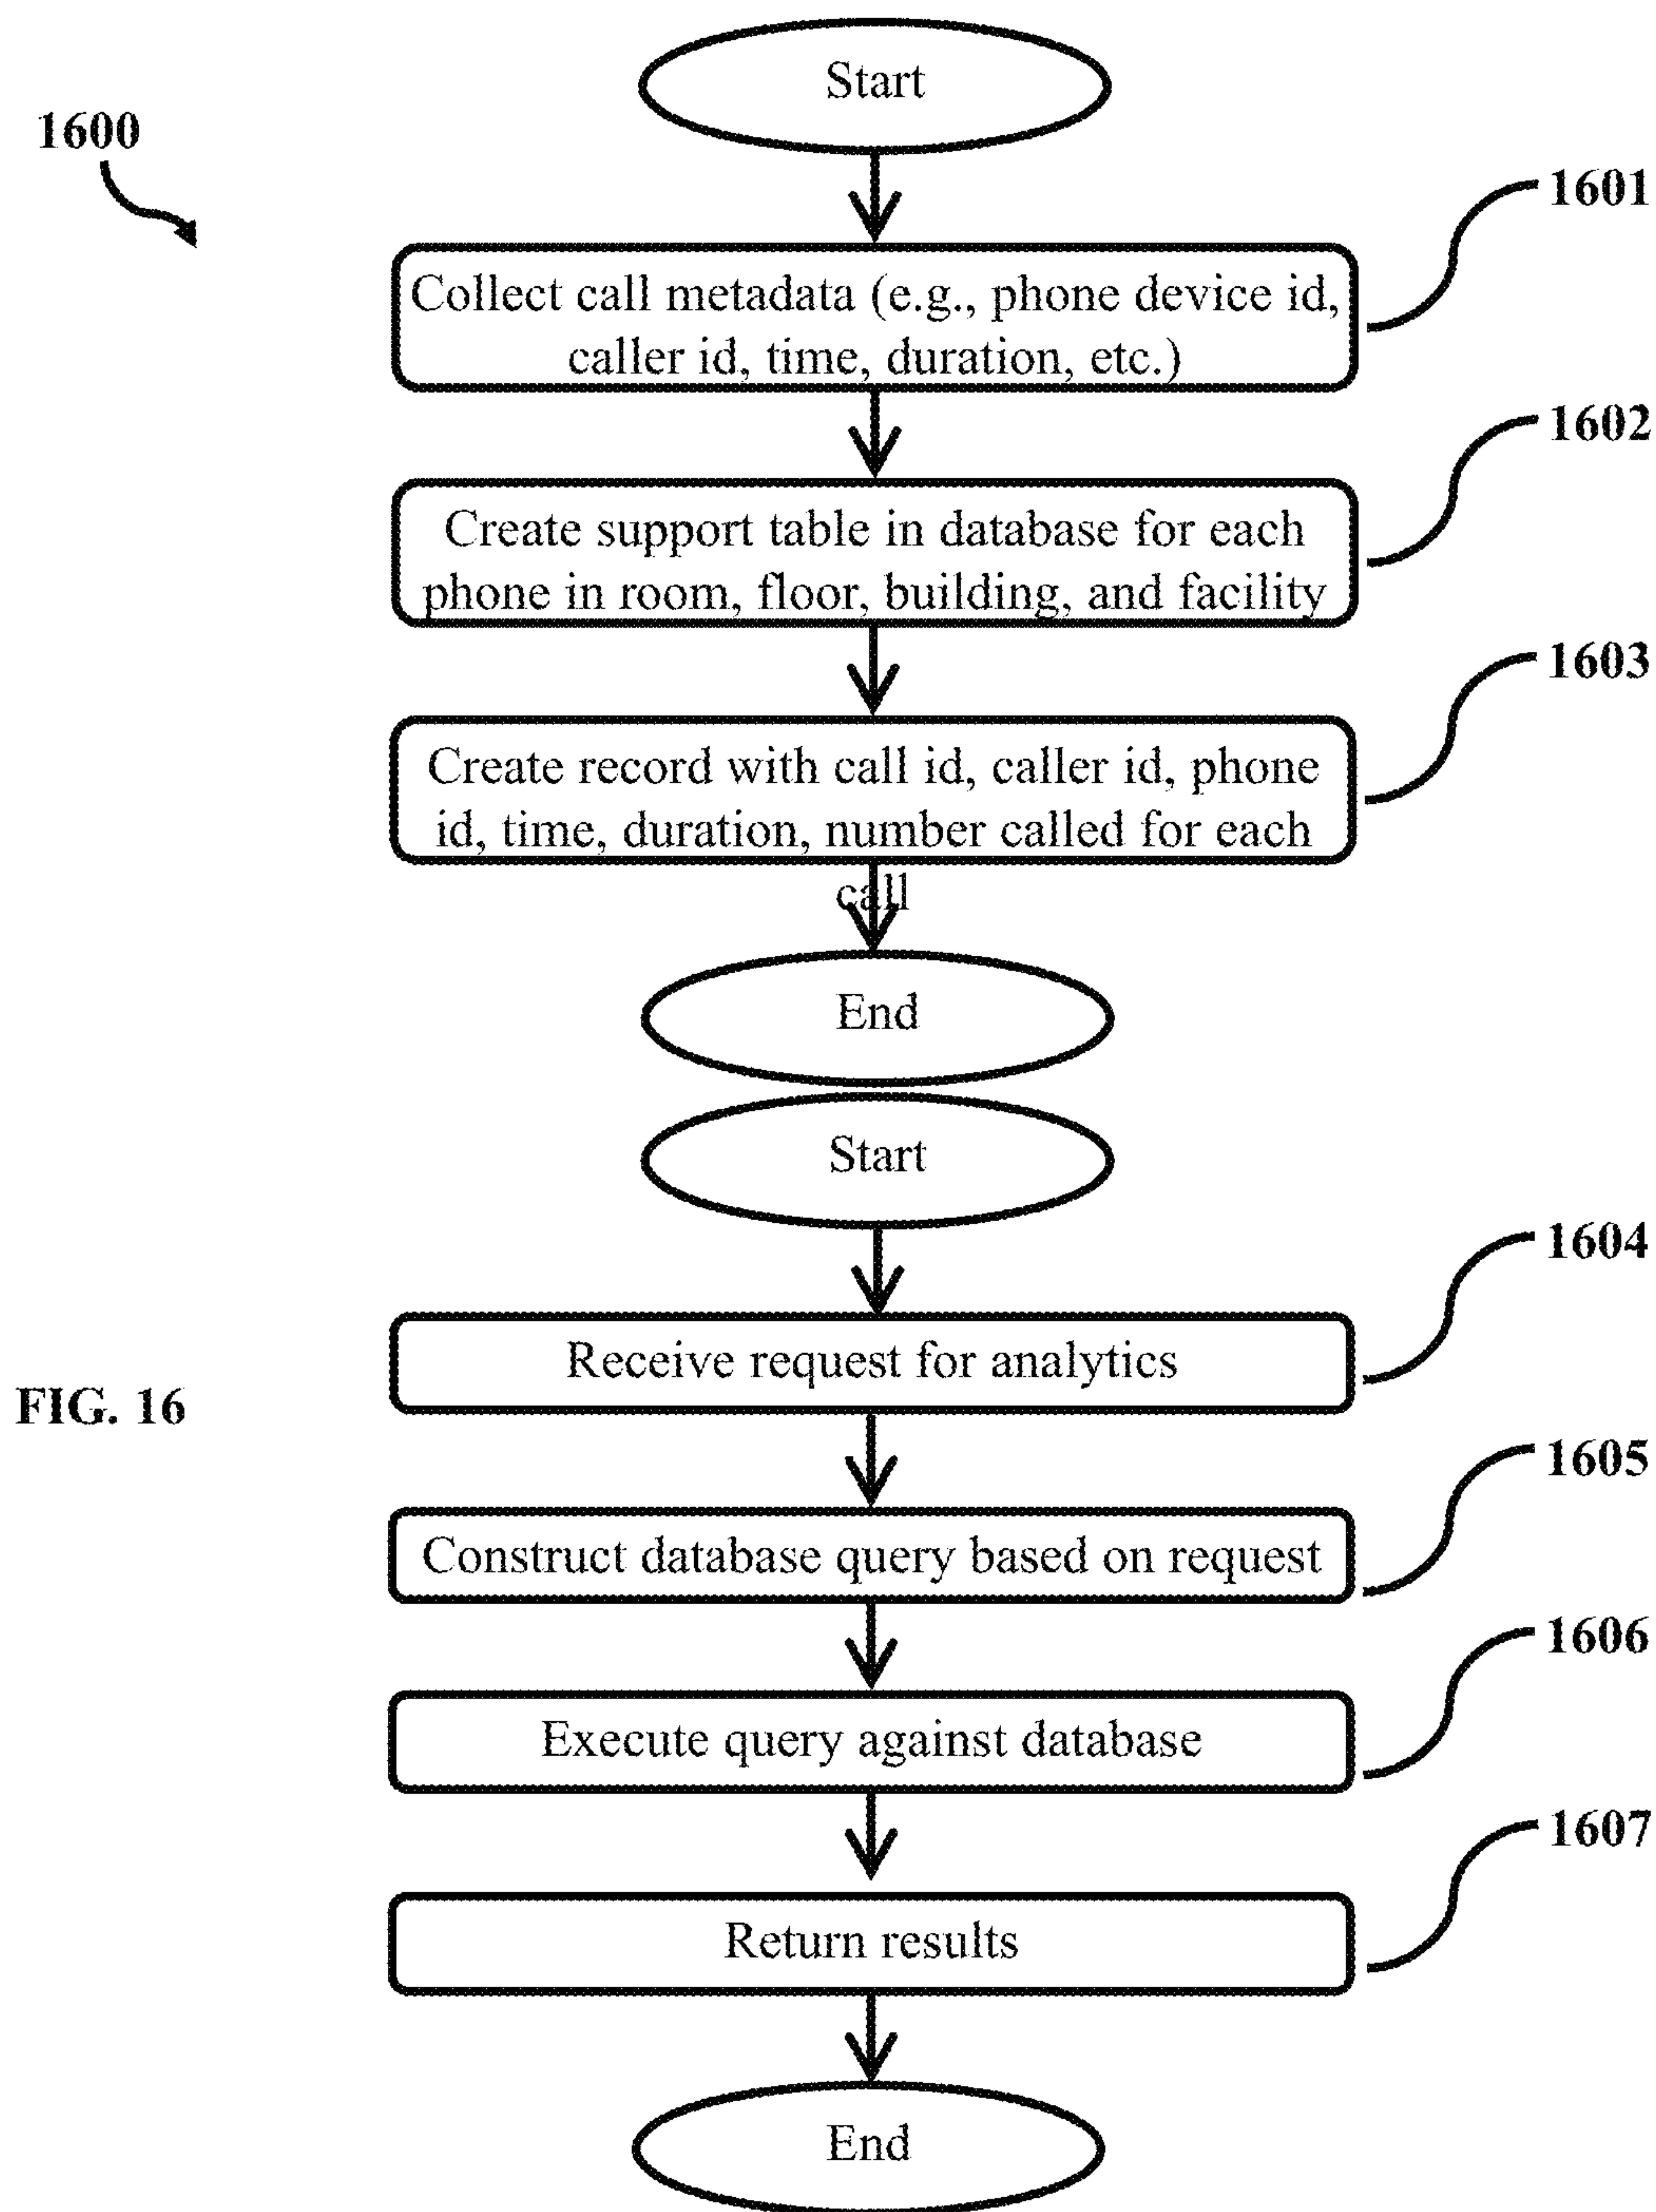 Start
1600
1601
Collect call metadata (e.g., phone device id,
caller id, time, duration, etc.)
1602
Create support table in database for each
phone in room, floor, building, and facility
1603
Create record with call id, caller id, phone
id, time, duration, number called for each
call
End
Start
1604
Receive request for analytics
FIG. 16
1605
Construct database query based on request
1606
Execute query against database
1607
Return results
End